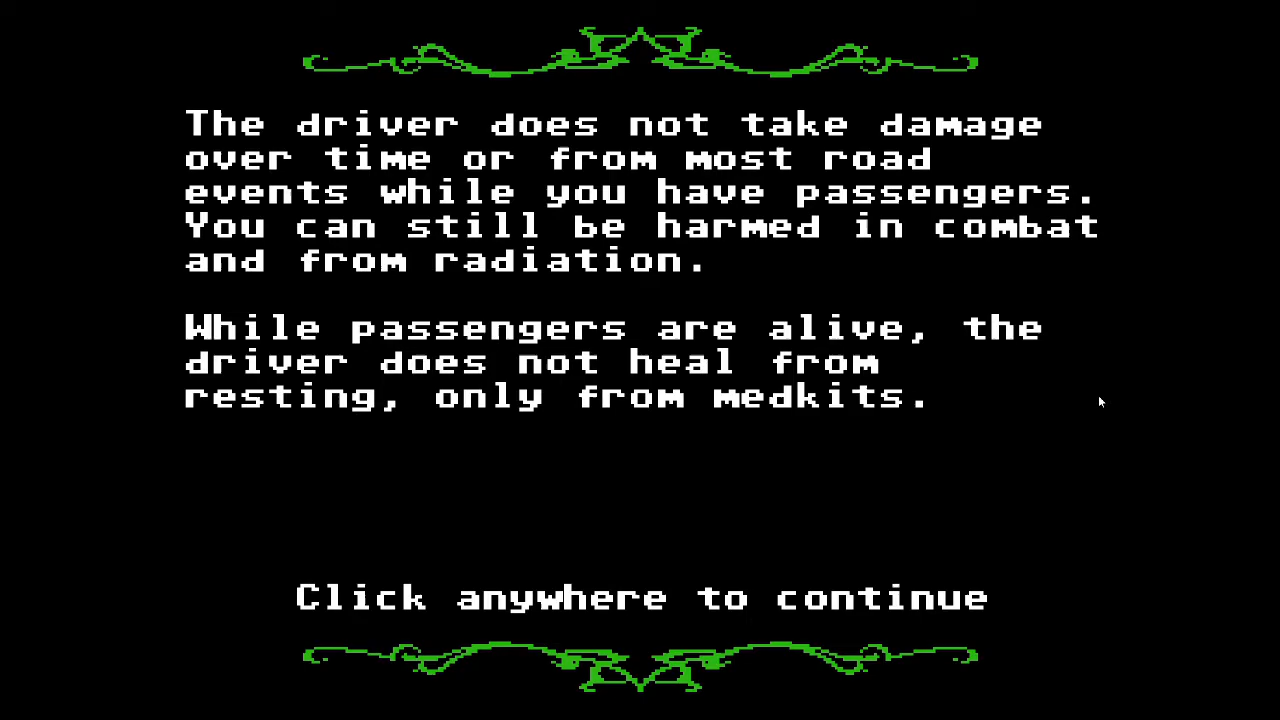 The driver does not take damage
over time or from most road
events while you have passengers.
You can still be harmed in combat
and from radiation.
While passengers are alive, the
driver does not heal from
resting, only from medkits.
Click anywhere to continue